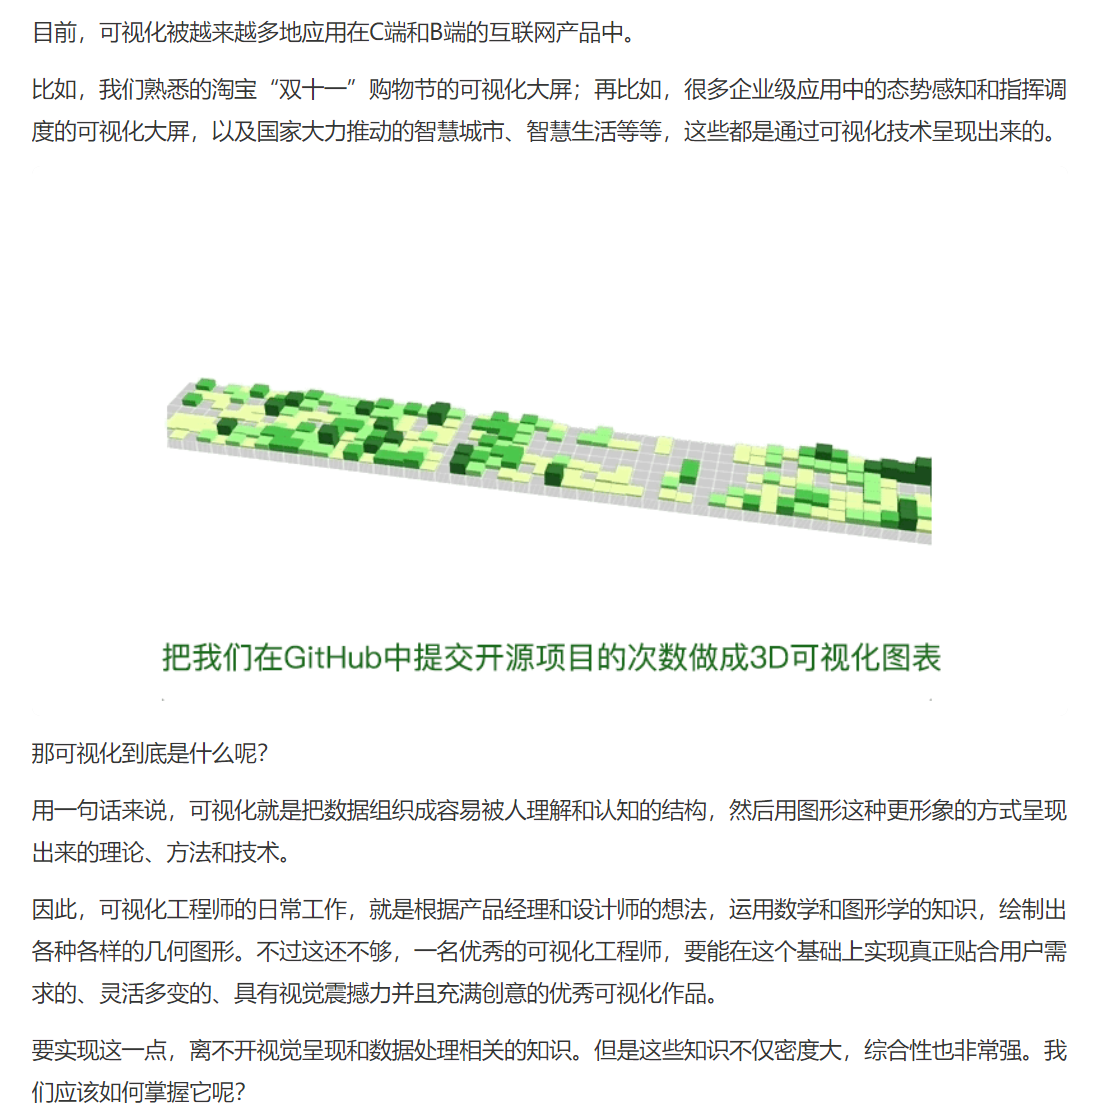 目前，可视化被越来越多地应用在C端和B端的互联网产品中。
比如，我们熟悉的淘宝“双十一”购物节的可视化大屏；再比如，很多企业级应用中的态势感知和指挥调
度的可视化大屏，以及国家大力推动的智慧城市、智慧生活等等，这些都是通过可视化技术呈现出来的。
把我们在GitHub中提交开源项目的次数做成3D可视化图表
那可视化到底是什么呢？
用一句话来说，可视化就是把数据组织成容易被人理解和认知的结构，然后用图形这种更形象的方式呈现
出来的理论、方法和技术。
因此，可视化工程师的日常工作，就是根据产品经理和设计师的想法，运用数学和图形学的知识，绘制出
各种各样的几何图形。不过这还不够，一名优秀的可视化工程师，要能在这个基础上实现真正贴合用户需
求的、灵活多变的、具有视觉震撼力并且充满创意的优秀可视化作品。
要实现这一点，离不开视觉呈现和数据处理相关的知识。但是这些知识不仅密度大，综合性也非常强。我
们应该如何掌握它呢？